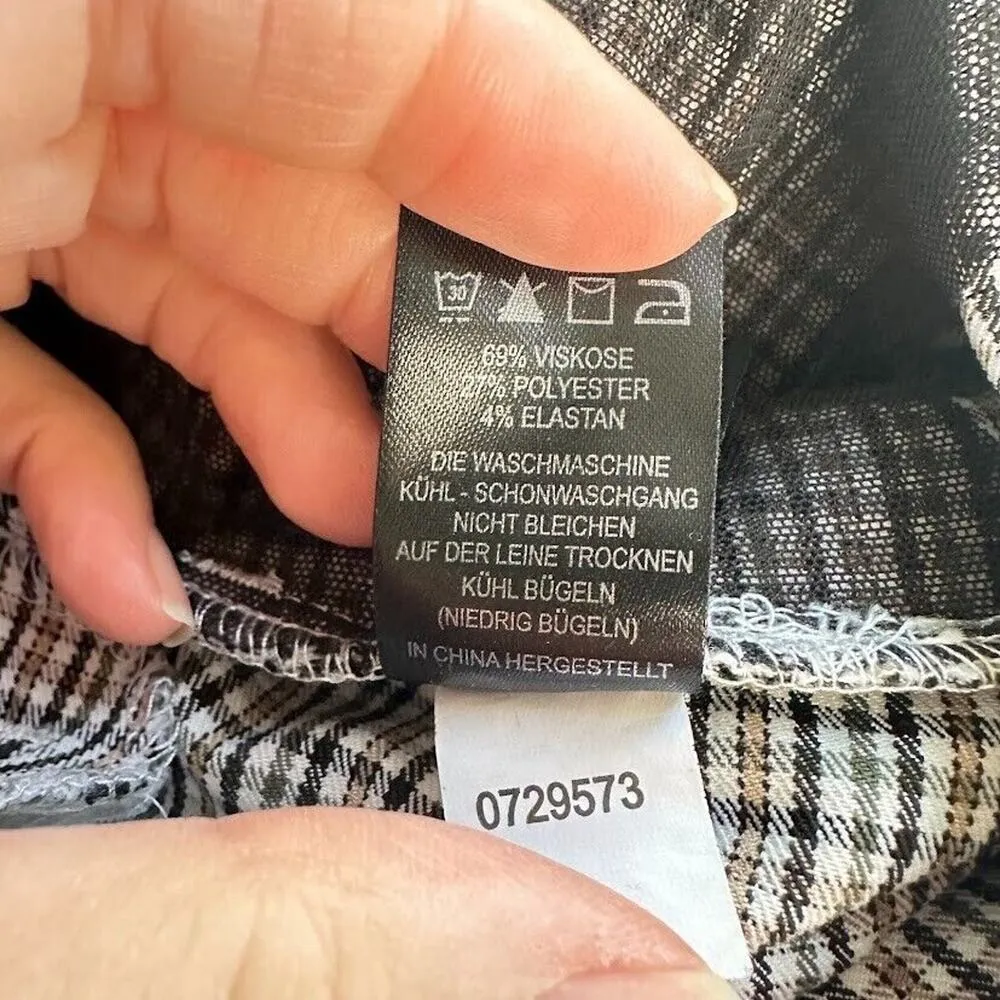 30
69% VISKOSE
27% POLYESTER
4% ELASTAN
DIE WASCHMASCHINE
KÜHL - SCHONWASCHGANG
NICHT BLEICHEN
AUF DER LEINE TROCKNEN
KÜHL BÜGELN
(NIEDRIG BÜGELN)
IN CHINA HERGESTELLT
0729573